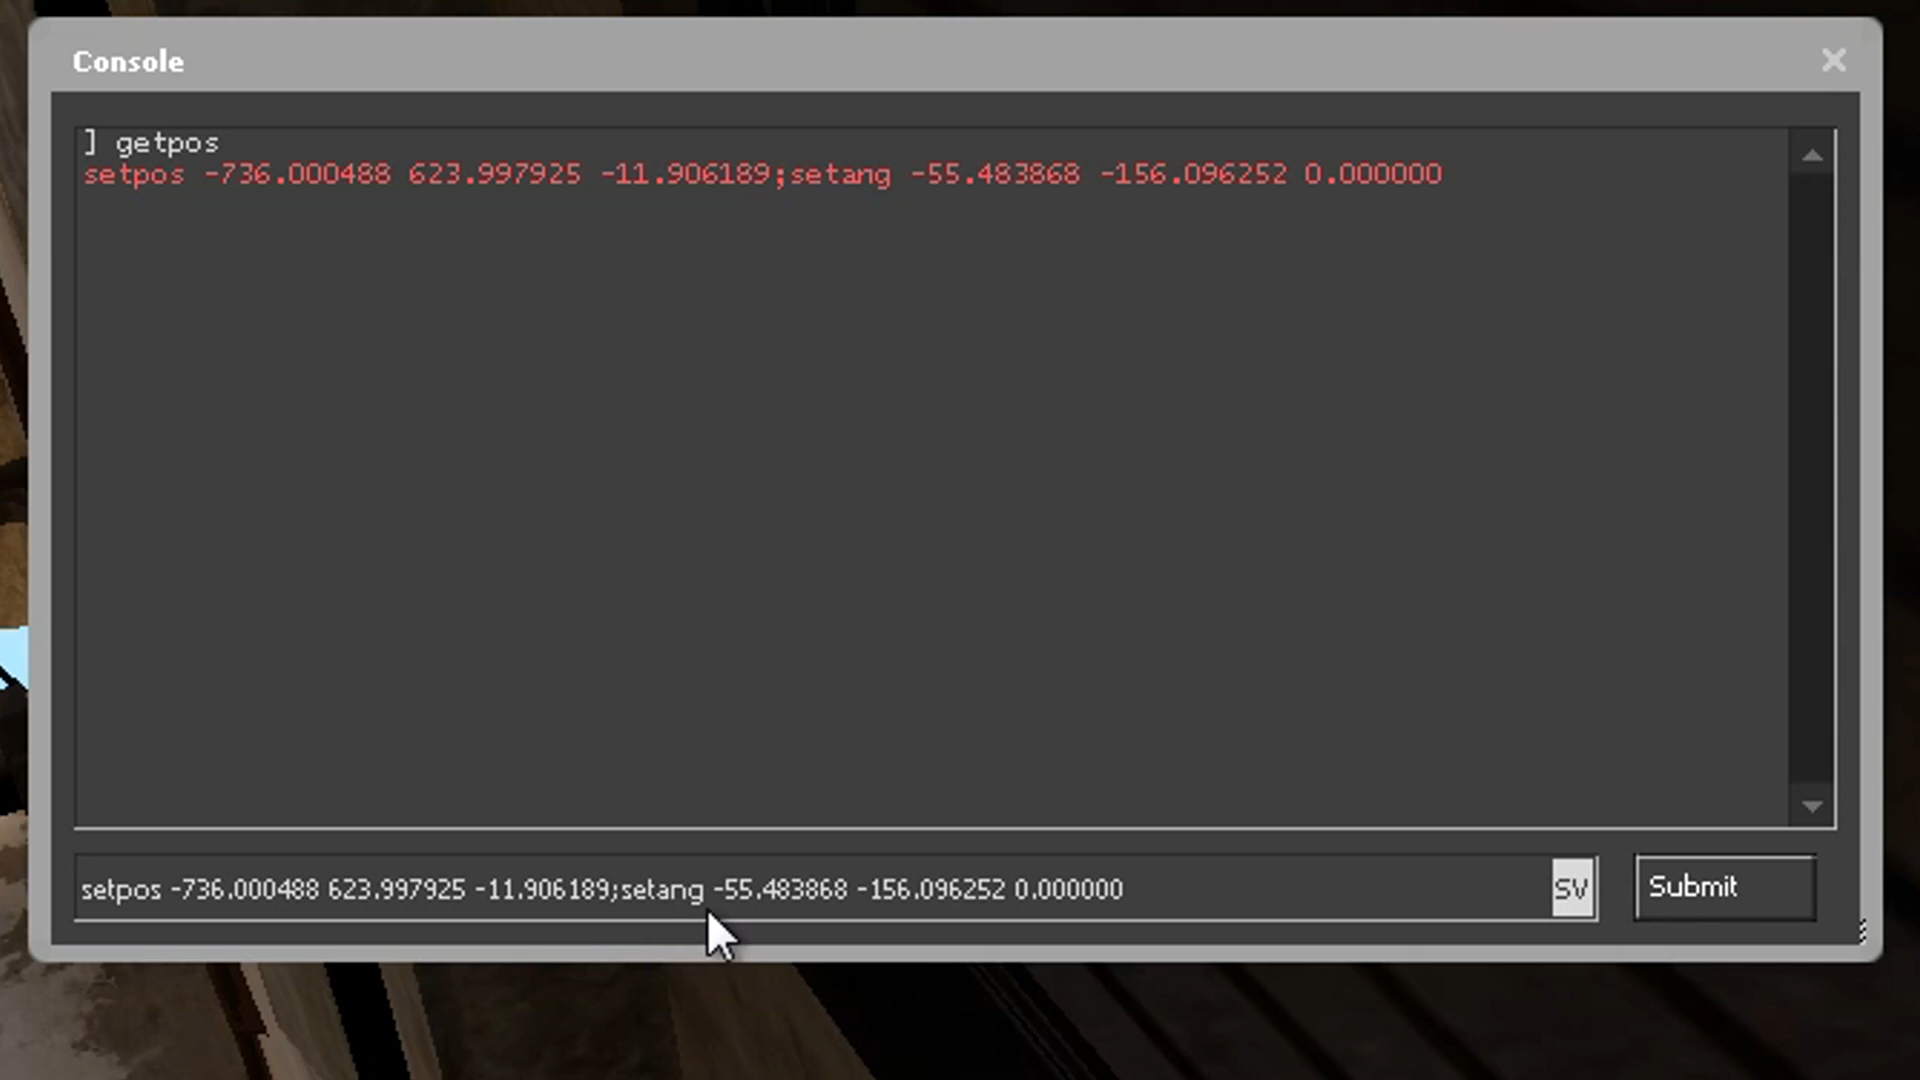 Console
] getpos
setpos -736.000488 623.997925 -11.906189;setang -55.483868 -156.096252 0.000000
setpos -736.000488 623.997925 -11.906189;setang -55.483868 -156.096252 0.000000
SV
Submit